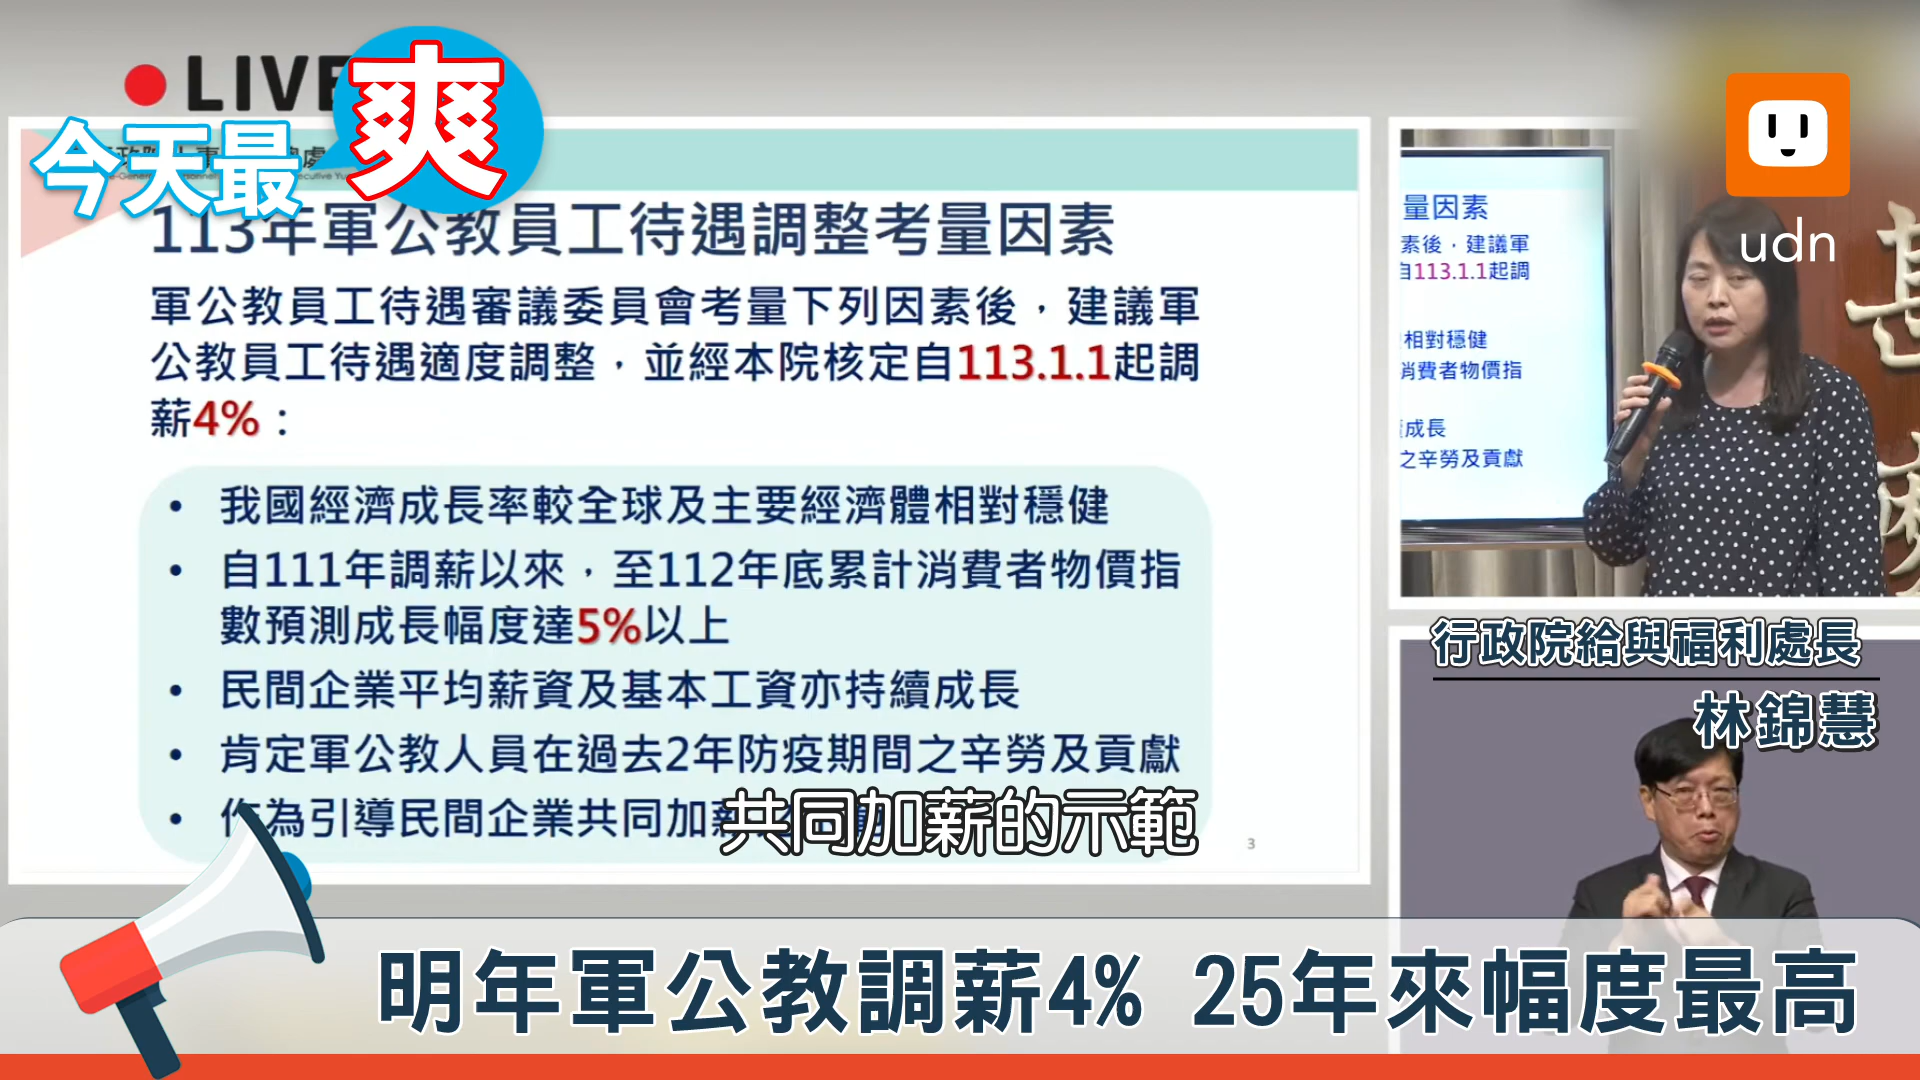 LIVE
今天最爽
113年軍公教員工待遇調整考量因素
軍公教員工待遇審議委員會考量下列因素後，建議軍
公教員工待遇適度調整，並經本院核定自113.1.1起調
薪4%：
• 我國經濟成長率較全球及主要經濟體相對穩健
• 自111年調薪以來，至112年底累計消費者物價指
數預測成長幅度達5%以上
• 民間企業平均薪資及基本工資亦持續成長
• 肯定軍公教人員在過去2年防疫期間之辛勞及貢獻
• 作為引導民間企業共同加薪
3
共同加薪的示範
udn
量因素
素後，建議軍
自113.1.1起調
相對穩健
消費者物價指
成長
之辛勞及貢獻
行政院給與福利處長
林錦慧
明年軍公教調薪4% 25年來幅度最高